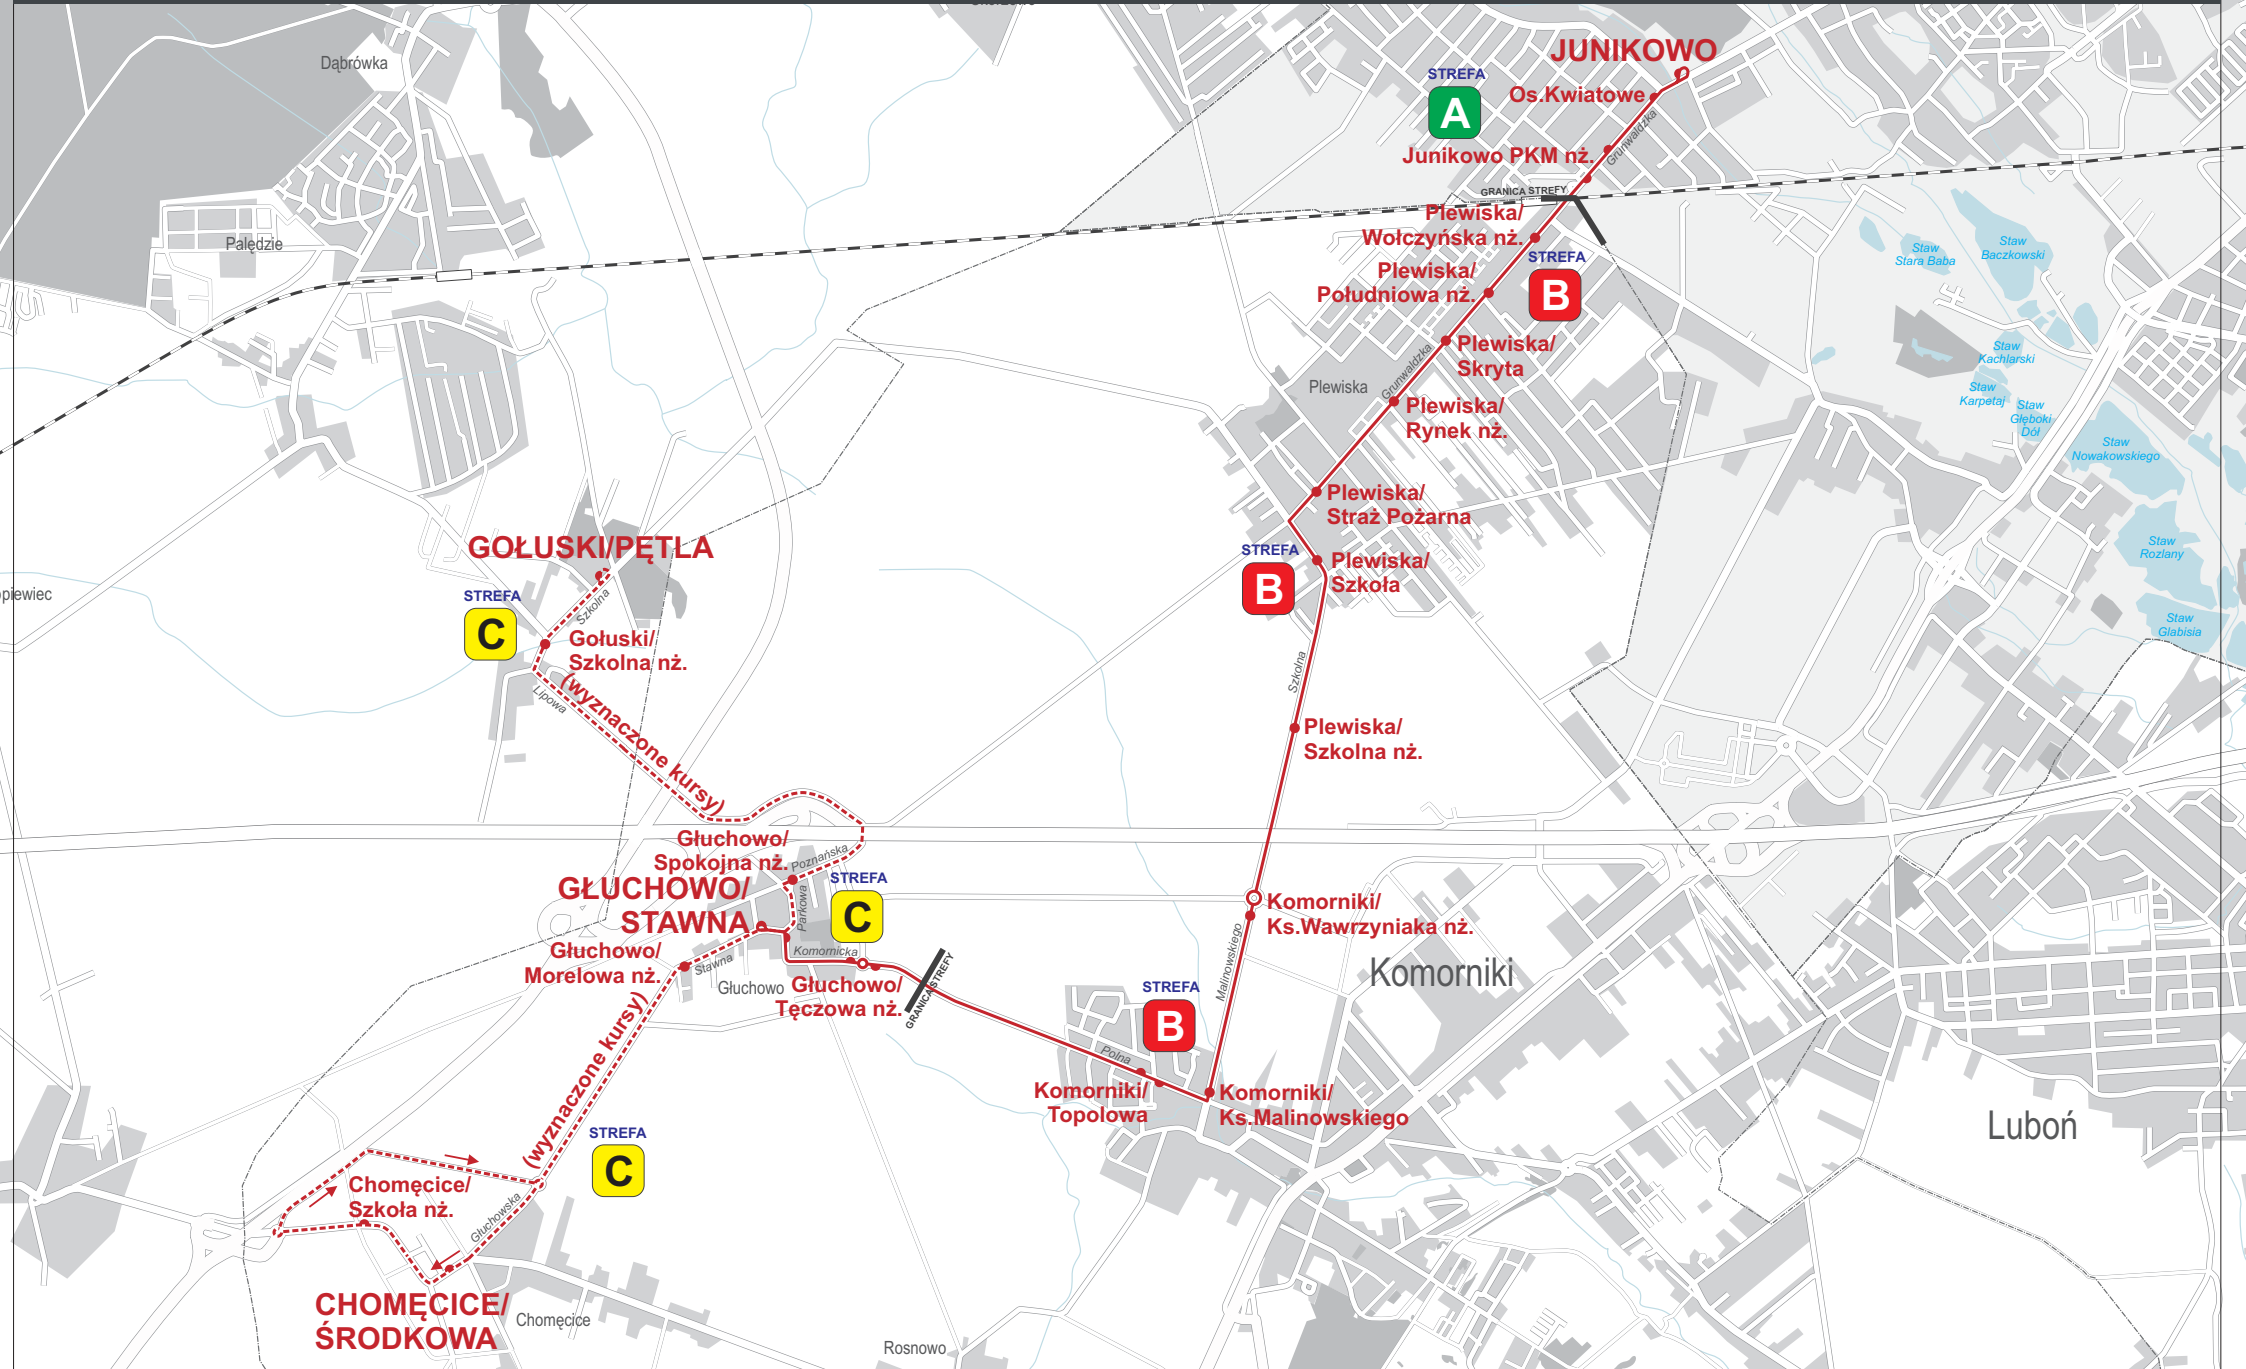 Dąbrówka
JUNIKOWO
STREFA
A
Os.Kwiatowe
Grunwaldzka
Junikowo PKM nż.
GRANICA STREFY
Palędzie
Plewiska/
Wołczyńska nż.
STREFA
B
Plewiska/
Południowa nż.
Staw
Stara Baba
Staw
Baczkowski
Grunwaldzka
Plewiska/
Skryta
Staw
Kachlarski
Plewiska
Plewiska/
Rynek nż.
Staw
Karpetaj
Staw
Głęboki
Dół
Staw
Nowakowskiego
Plewiska/
Straż Pożarna
GOŁUSKI/PĘTLA
STREFA
B
Plewiska/
Szkoła
Staw
Rozlany
STREFA
C
Szkolna
Gołuski/
Szkolna nż.
Staw
Glabisia
Lipowa
(wyznaczone kursy)
Szkolna
Plewiska/
Szkolna nż.
Głuchowo/
Spokojna nż.
Poznańska
STREFA
C
GŁUCHOWO/
STAWNA
Parkowa
Komorniki/
Ks.Wawrzyniaka nż.
Głuchowo/
Morelowa nż.
Stawna
Komornicka
Malinowskiego
Komorniki
Głuchowo
Głuchowo/
Tęczowa nż.
GRANICA STREFY
STREFA
B
Polna
(wyznaczone kursy)
Komorniki/
Topolowa
Komorniki/
Ks.Malinowskiego
Luboń
STREFA
C
Chomęcice/
Szkoła nż.
Głuchowska
CHOMĘCICE/
ŚRODKOWA
Chomęcice
Rosnowo